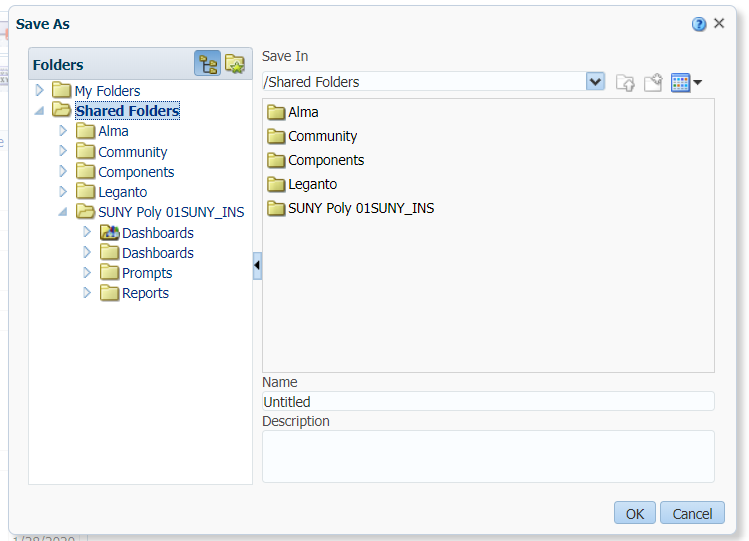 Save As
Folders
My Folders
Shared Folders
Alma
Community
Components
Leganto
SUNY Poly 01SUNY_INS
Dashboards
Dashboards
Prompts
Reports
Save In
/Shared Folders
Alma
Community
Components
Leganto
SUNY Poly 01SUNY_INS
Name
Untitled
Description
OK
Cancel
1/28/2020